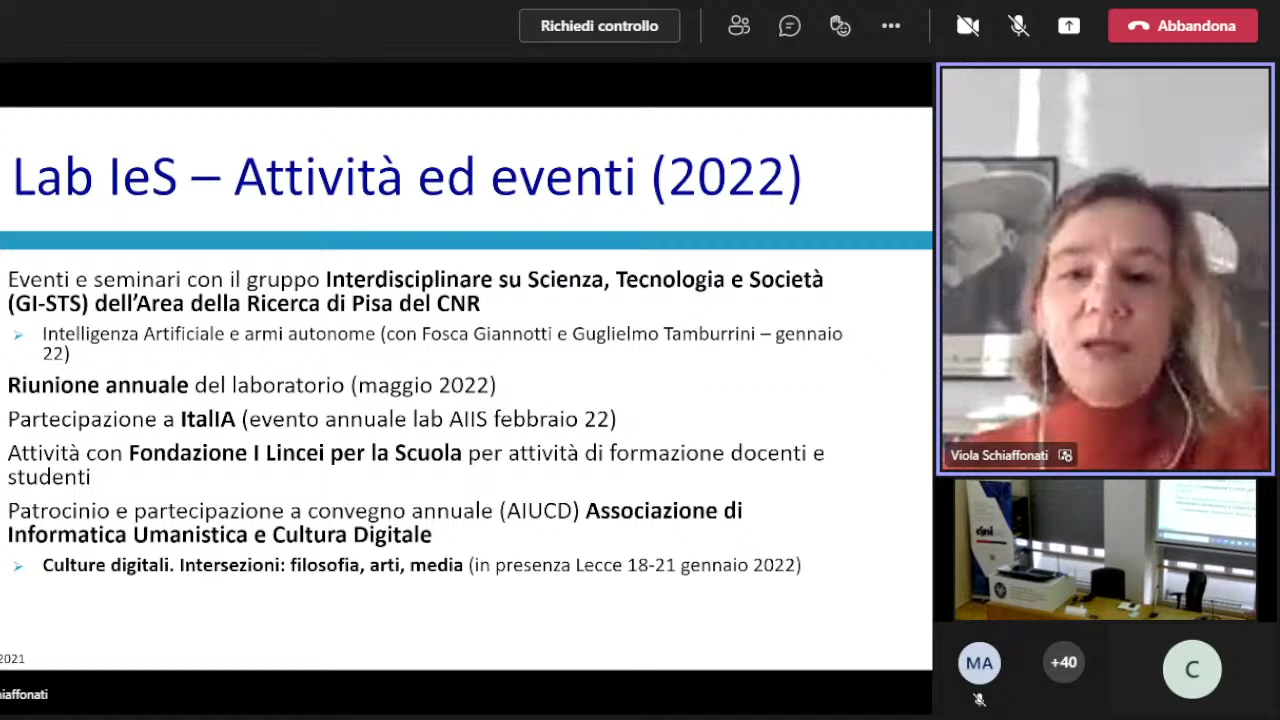 Richiedi controllo
Abbandona
Lab IeS – Attività ed eventi (2022)
Eventi e seminari con il gruppo Interdisciplinare su Scienza, Tecnologia e Società
(GI-STS) dell'Area della Ricerca di Pisa del CNR
Intelligenza Artificiale e armi autonome (con Fosca Giannotti e Guglielmo Tamburrini – gennaio
22)
Riunione annuale del laboratorio (maggio 2022)
Partecipazione a ItalIA (evento annuale lab AIIS febbraio 22)
Attività con Fondazione I Lincei per la Scuola per attività di formazione docenti e
studenti
Patrocinio e partecipazione a convegno annuale (AIUCD) Associazione di
Informatica Umanistica e Cultura Digitale
Culture digitali. Intersezioni: filosofia, arti, media (in presenza Lecce 18-21 gennaio 2022)
2021
iaffonati
Viola Schiaffonati
cini
MA
+40
C